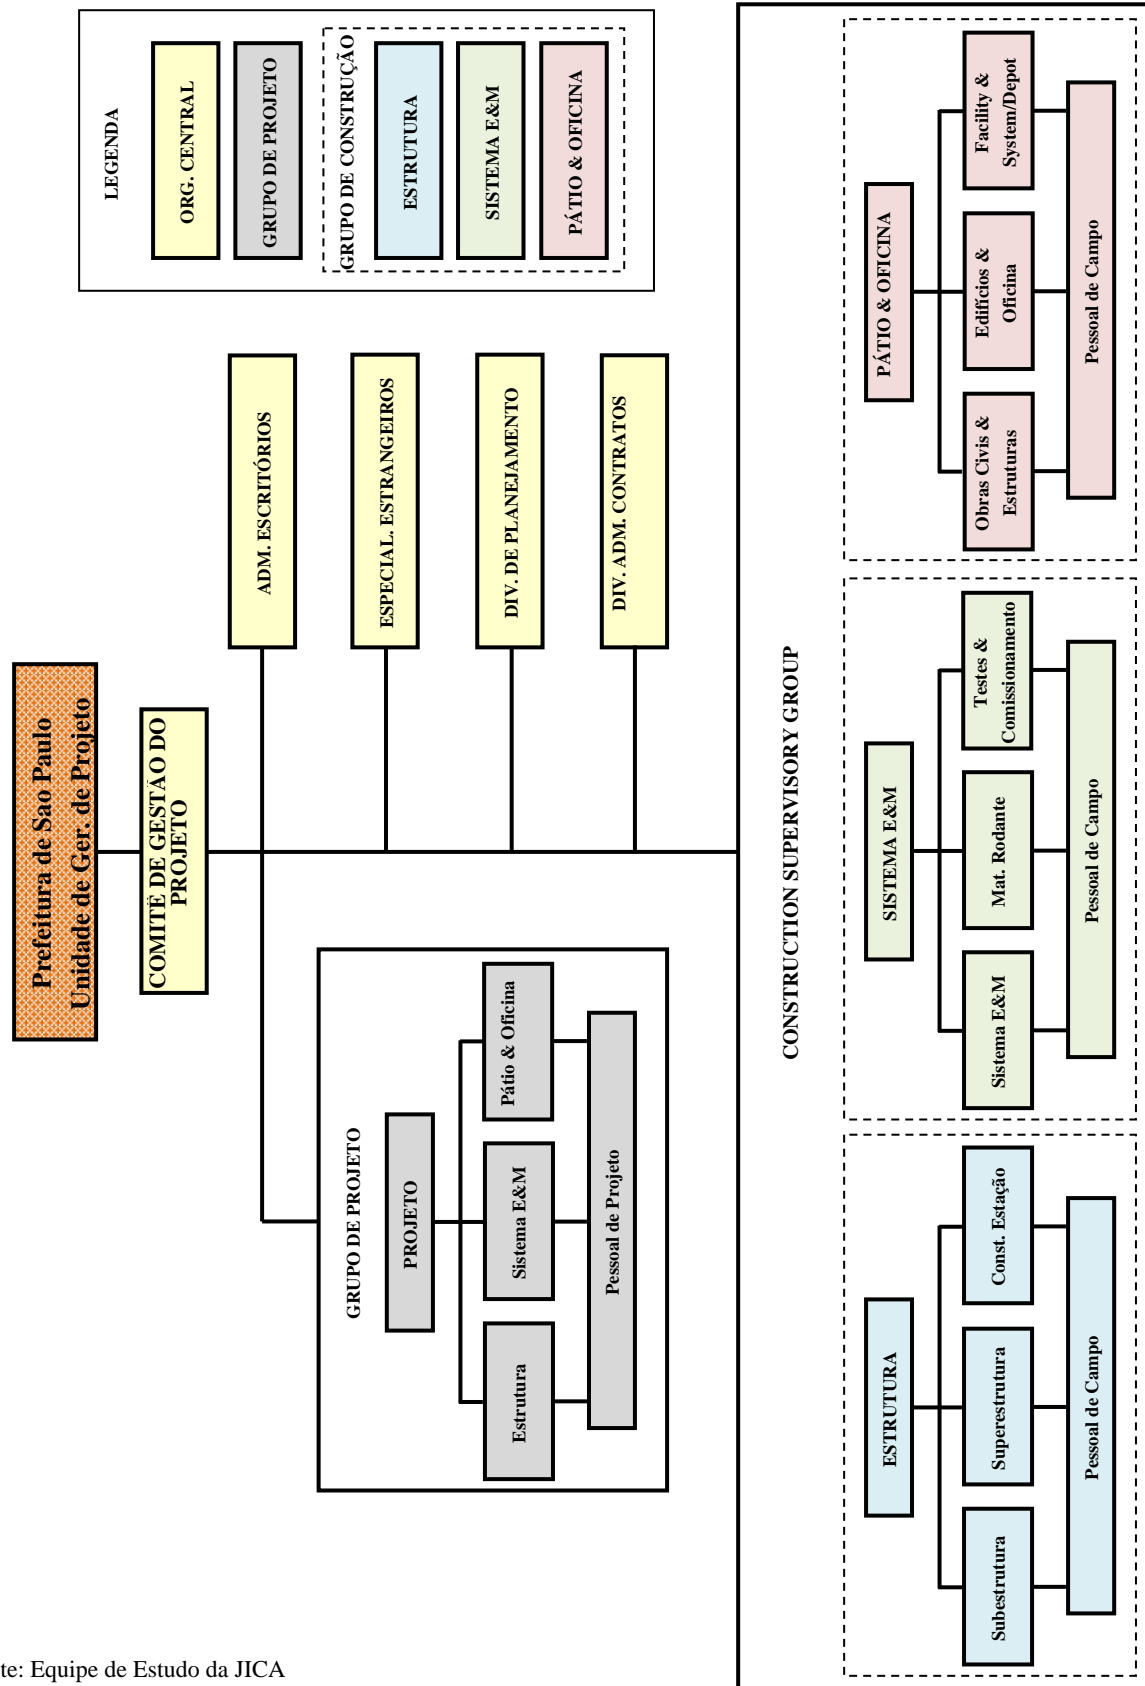 Prefeitura de Sao Paulo
Unidade de Ger. de Projeto
COMITÊ DE GESTÃO DO
PROJETO
ADM. ESCRITÓRIOS
ESPECIAL. ESTRANGEIROS
DIV. DE PLANEJAMENTO
DIV. ADM. CONTRATOS
LEGENDA
ORG. CENTRAL
GRUPO DE PROJETO
GRUPO DE CONSTRUÇÃO
ESTRUTURA
SISTEMA E&M
PÁTIO & OFICINA
GRUPO DE PROJETO
PROJETO
Estrutura
Sistema E&M
Pátio & Oficina
Pessoal de Projeto
CONSTRUCTION SUPERVISORY GROUP
ESTRUTURA
Subestrutura
Superestrutura
Const. Estação
Pessoal de Campo
SISTEMA E&M
Sistema E&M
Mat. Rodante
Testes &
Comissionamento
Pessoal de Campo
PÁTIO & OFICINA
Obras Civis &
Estruturas
Edifícios &
Oficina
Facility &
System/Depot
Pessoal de Campo
te: Equipe de Estudo da JICA